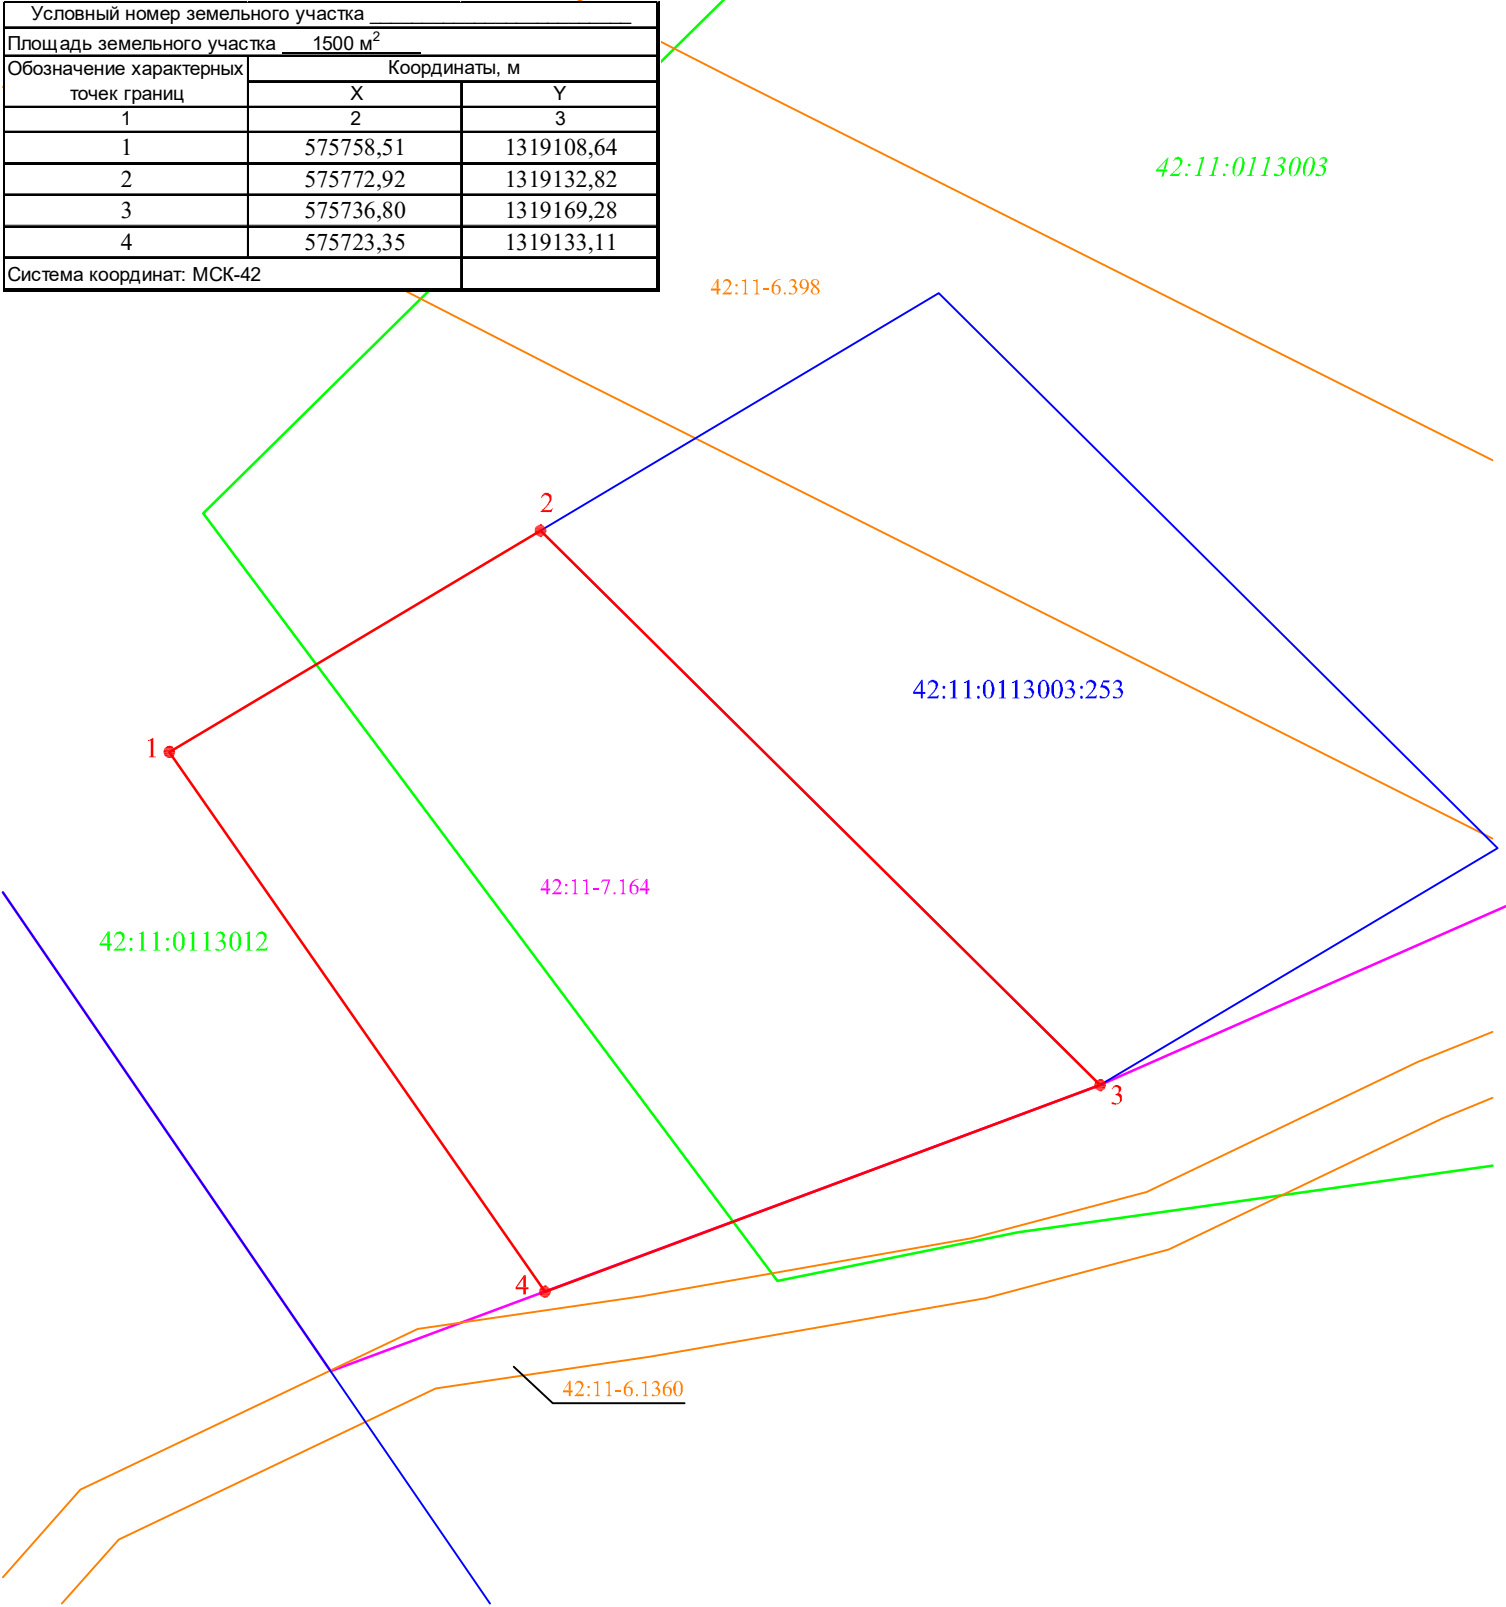 Условный номер земельного участка
Площадь земельного участка 1500 м²
Обозначение характерных точек границ Координаты, м
X Y
1 2 3
1 575758,51 1319108,64
2 575772,92 1319132,82
3 575736,80 1319169,28
4 575723,35 1319133,11
Система координат: МСК-42
42:11:0113003
42:11-6.398
2
42:11:0113003:253
1
42:11-7.164
42:11:0113012
3
4
42:11-6.1360